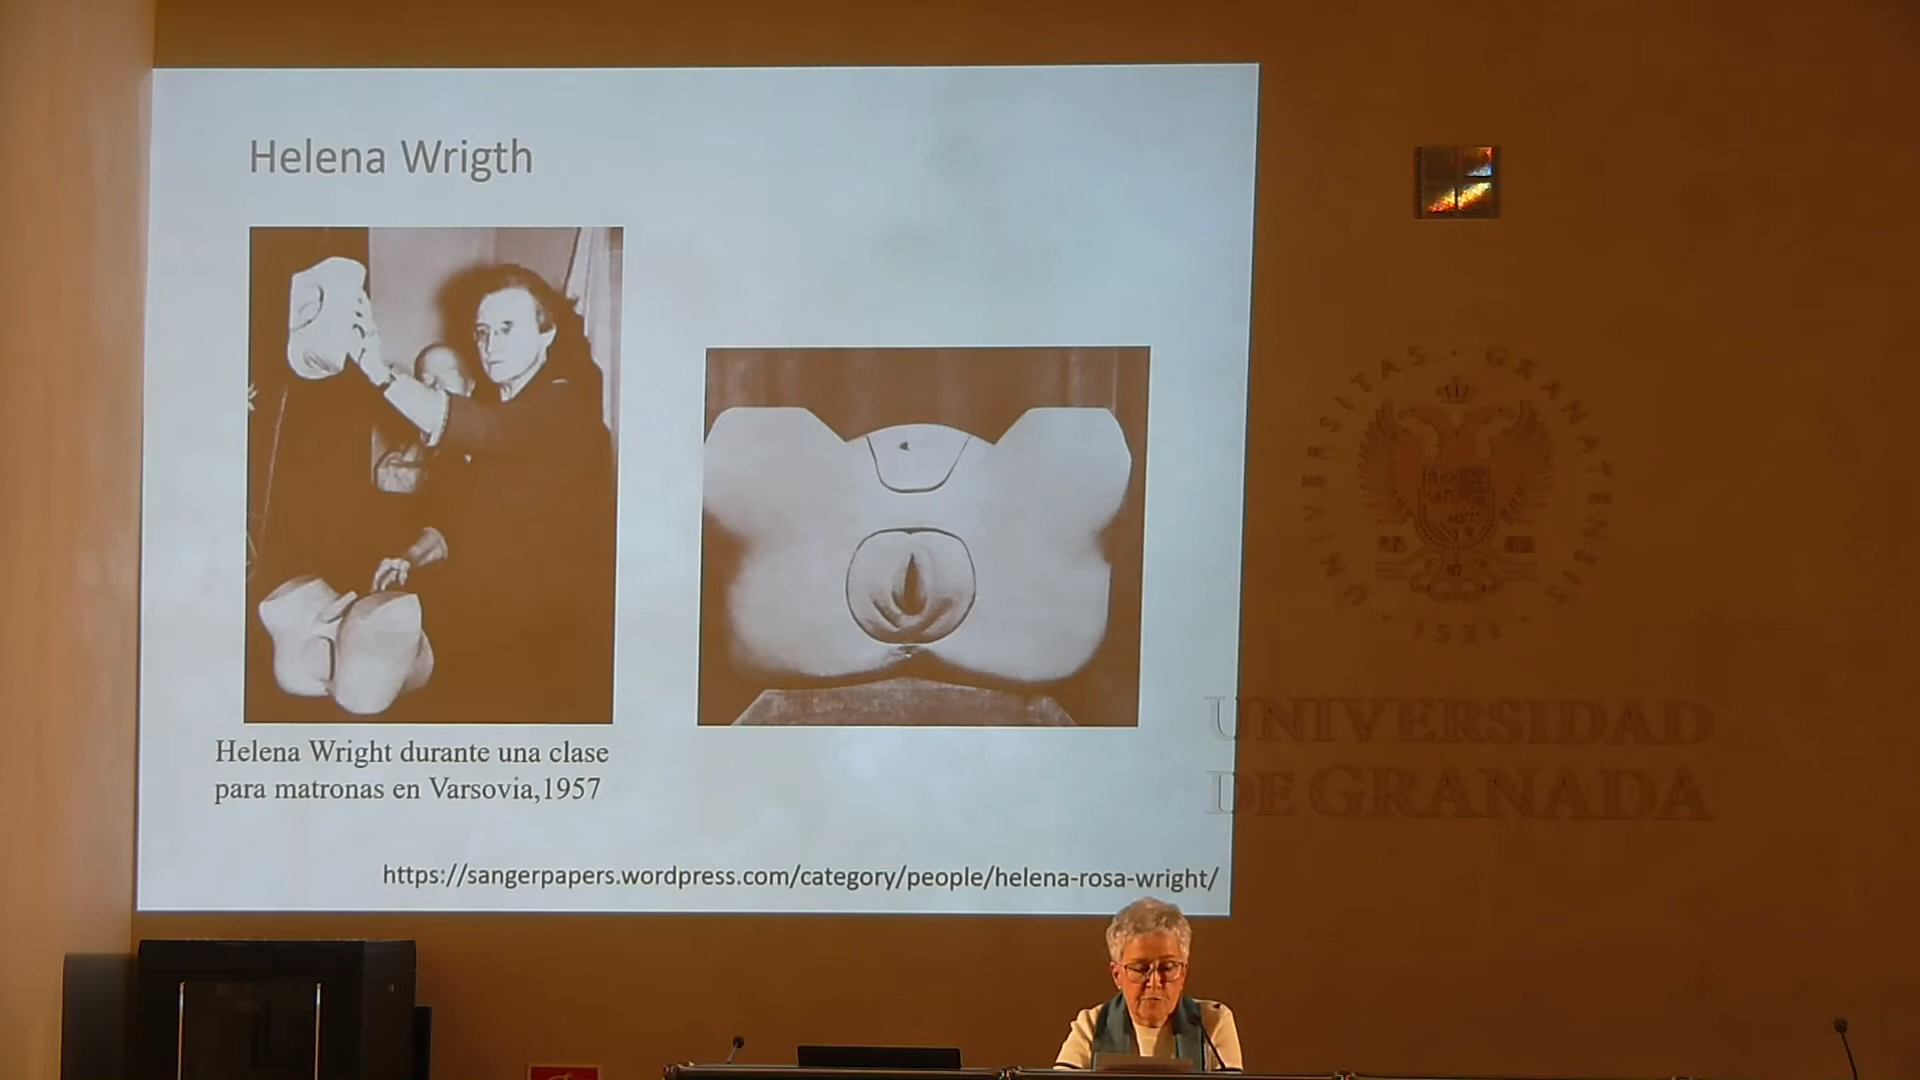 Helena Wrigth
Helena Wright durante una clase
para matronas en Varsovia,1957
https://sangerpapers.wordpress.com/category/people/helena-rosa-wright/
UNIVERSITAS · GRANATENSIS
· 1531 ·
UNIVERSIDAD
DE GRANADA